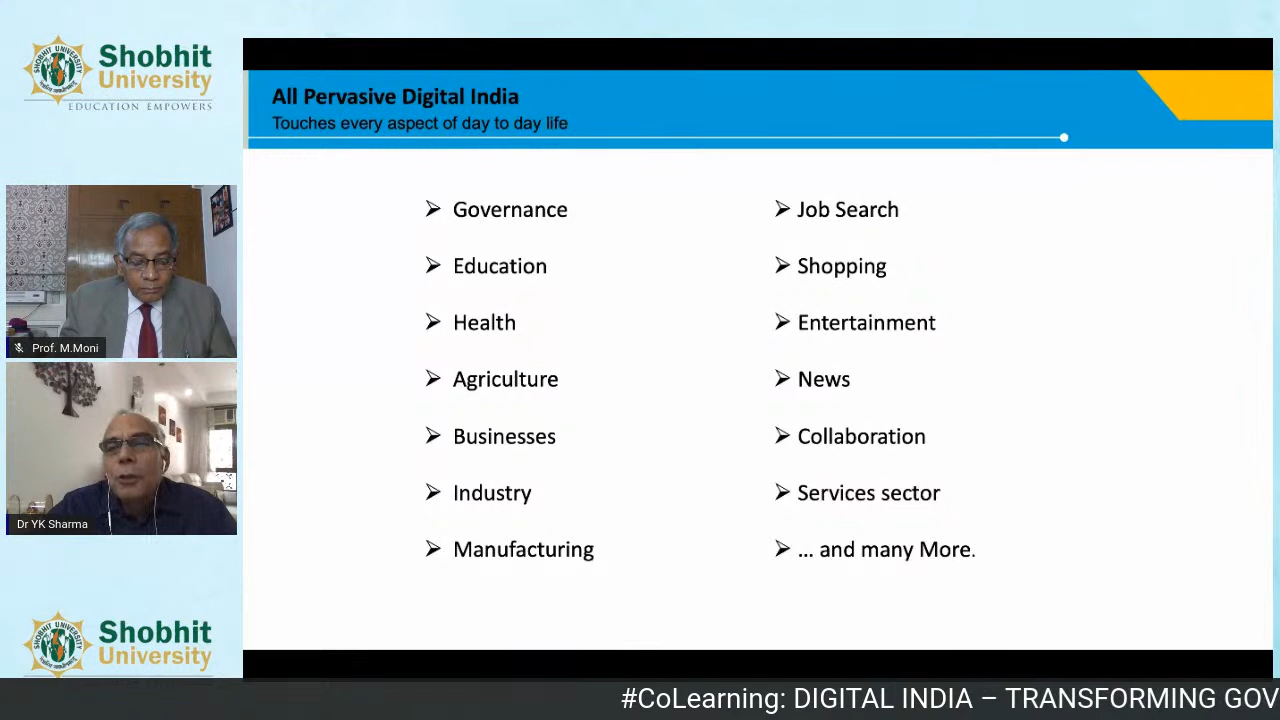 Shobhit
University
EDUCATION EMPOWERS
All Pervasive Digital India
Touches every aspect of day to day life
➢ Governance
➢ Education
➢ Health
➢ Agriculture
➢ Businesses
➢ Industry
➢ Manufacturing
➢ Job Search
➢ Shopping
➢ Entertainment
➢ News
➢ Collaboration
➢ Services sector
➢ ... and many More.
Prof. M.Moni
Dr YK Sharma
Shobhit
University
#CoLearning: DIGITAL INDIA – TRANSFORMING GOV